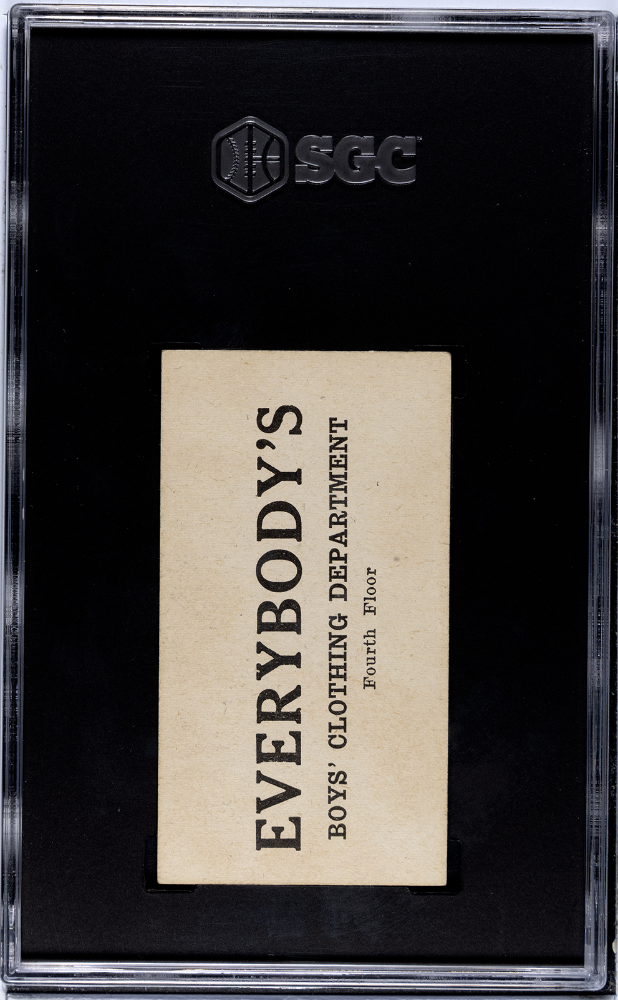 SGC
EVERYBODY'S
BOYS' CLOTHING DEPARTMENT
Fourth Floor